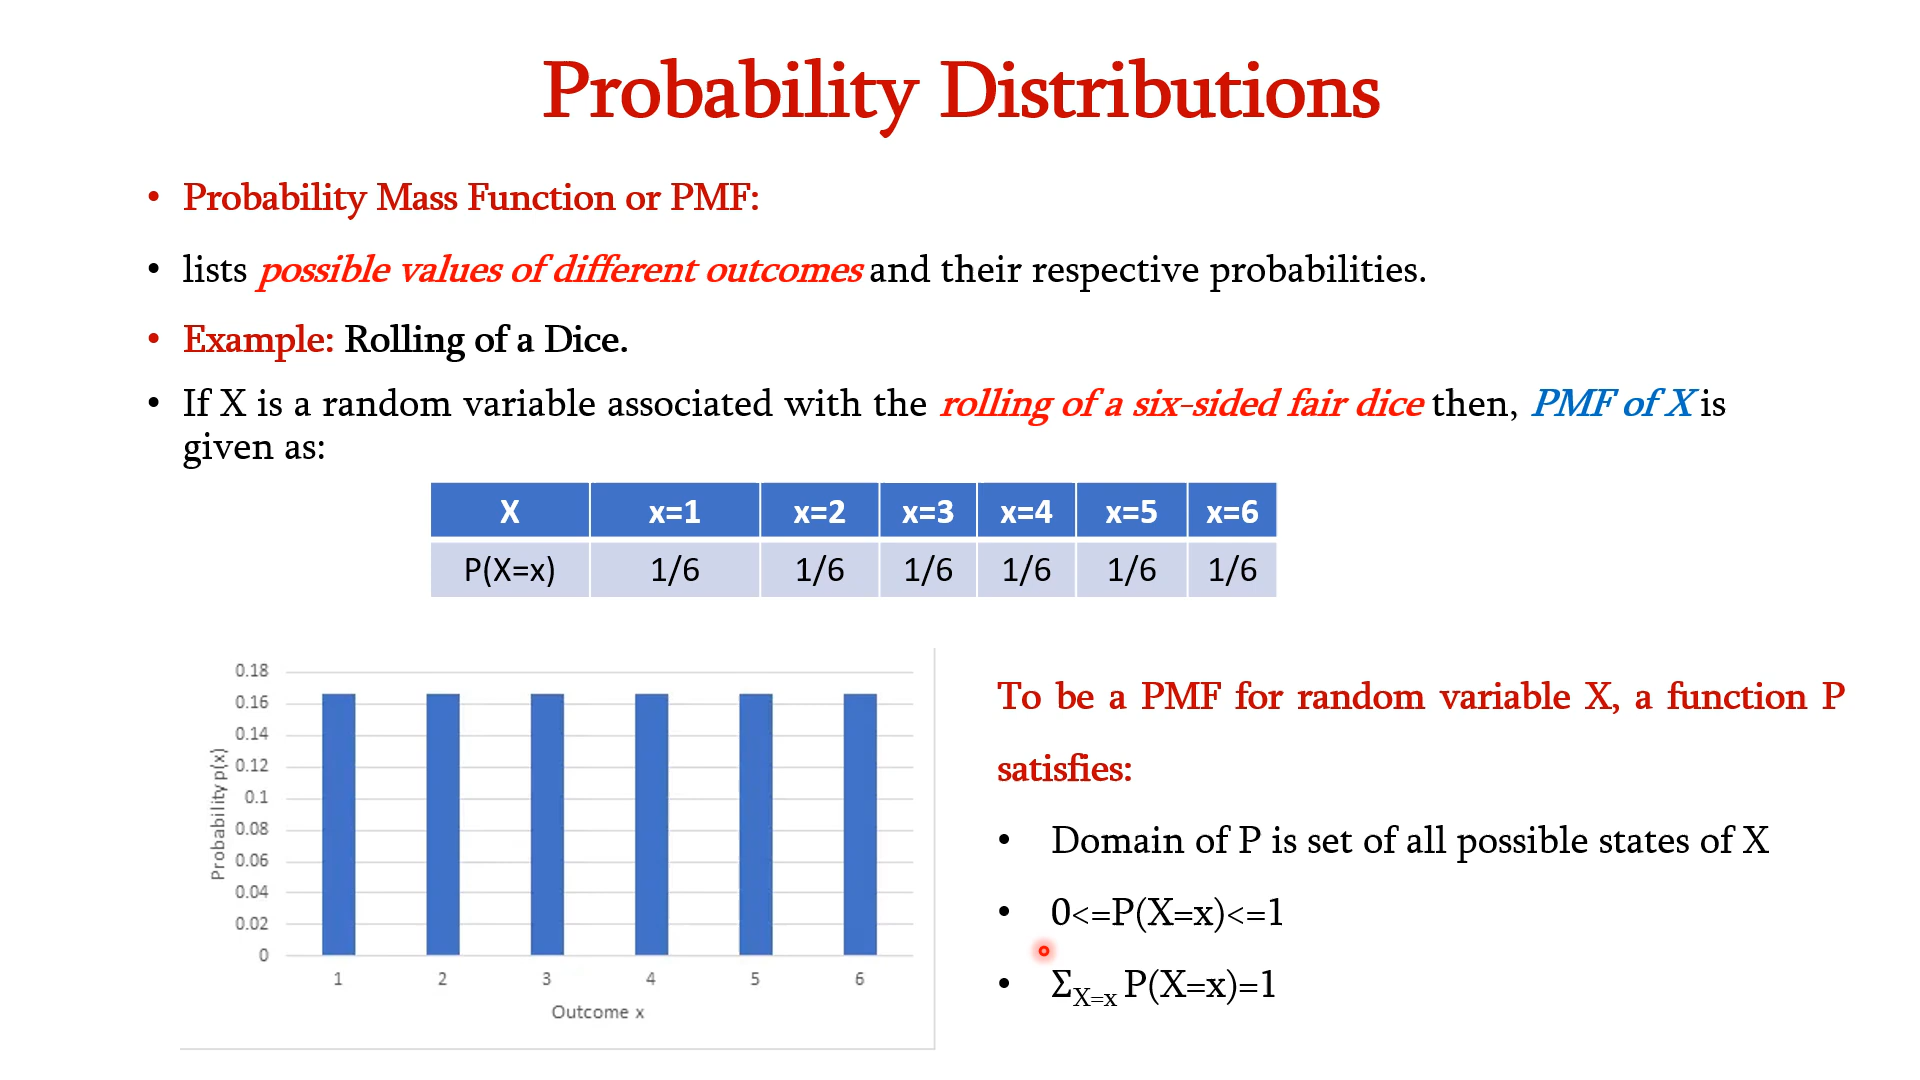 Probability Distributions
• Probability Mass Function or PMF:
• lists possible values of different outcomes and their respective probabilities.
• Example: Rolling of a Dice.
• If X is a random variable associated with the rolling of a six-sided fair dice then, PMF of X is
given as:
X x=1 x=2 x=3 x=4 x=5 x=6
P(X=x) 1/6 1/6 1/6 1/6 1/6 1/6
0.18
0.16
0.14
0.12
0.1
0.08
0.06
0.04
0.02
0
Probability p(x)
1 2 3 4 5 6
Outcome x
To be a PMF for random variable X, a function P
satisfies:
• Domain of P is set of all possible states of X
• 0<=P(X=x)<=1
• Σ_{X=x} P(X=x)=1